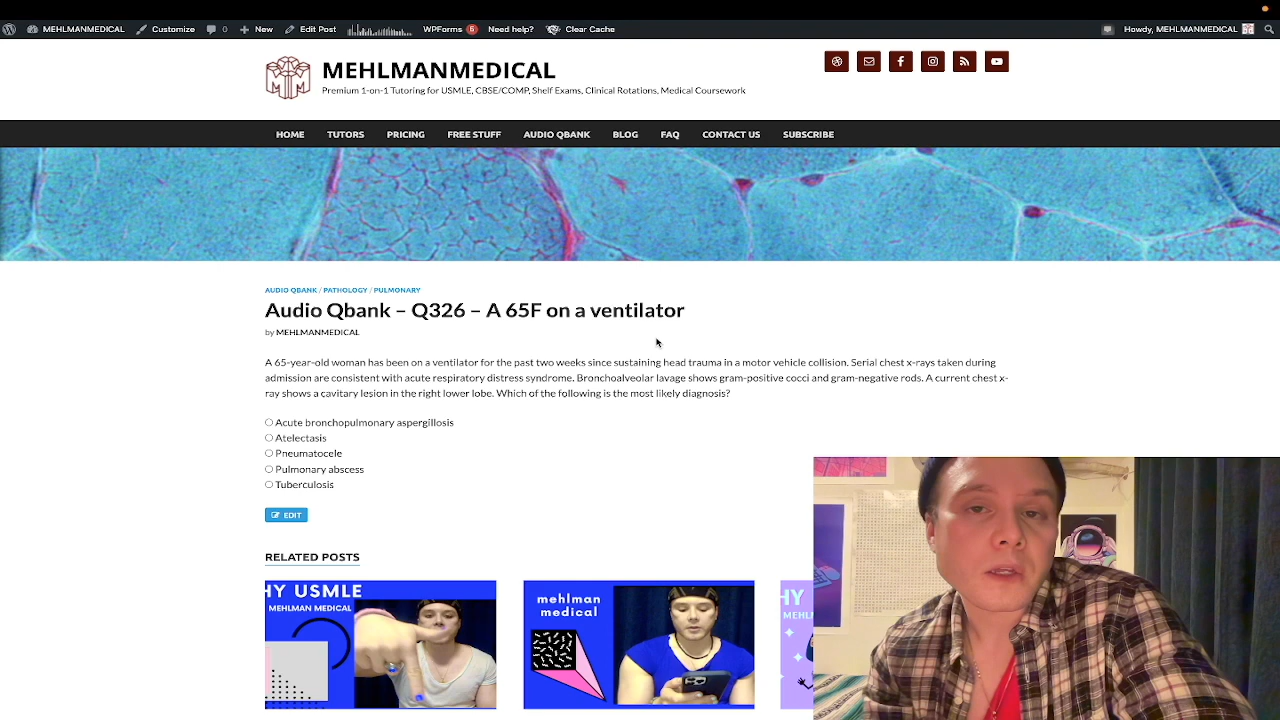 MEHLMANMEDICAL Customize 0 New Edit Post WPForms 5 Need help? Clear Cache Howdy, MEHLMANMEDICAL
MEHLMANMEDICAL
Premium 1-on-1 Tutoring for USMLE, CBSE/COMP, Shelf Exams, Clinical Rotations, Medical Coursework
HOME TUTORS PRICING FREE STUFF AUDIO QBANK BLOG FAQ CONTACT US SUBSCRIBE
AUDIO QBANK / PATHOLOGY / PULMONARY
Audio Qbank – Q326 – A 65F on a ventilator
by MEHLMANMEDICAL
A 65-year-old woman has been on a ventilator for the past two weeks since sustaining head trauma in a motor vehicle collision. Serial chest x-rays taken during
admission are consistent with acute respiratory distress syndrome. Bronchoalveolar lavage shows gram-positive cocci and gram-negative rods. A current chest x-
ray shows a cavitary lesion in the right lower lobe. Which of the following is the most likely diagnosis?
Acute bronchopulmonary aspergillosis
Atelectasis
Pneumatocele
Pulmonary abscess
Tuberculosis
EDIT
RELATED POSTS
HY USMLE
MEHLMAN MEDICAL
mehlman
medical
HY
MEHL